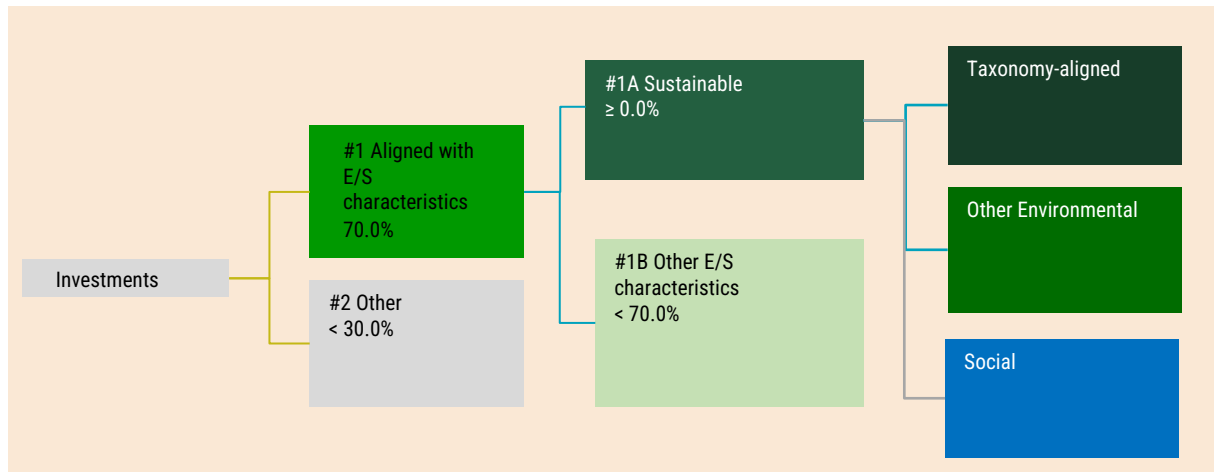 Investments
#1 Aligned with
E/S
characteristics
70.0%
#2 Other
< 30.0%
#1A Sustainable
≥ 0.0%
#1B Other E/S
characteristics
< 70.0%
Taxonomy-aligned
Other Environmental
Social